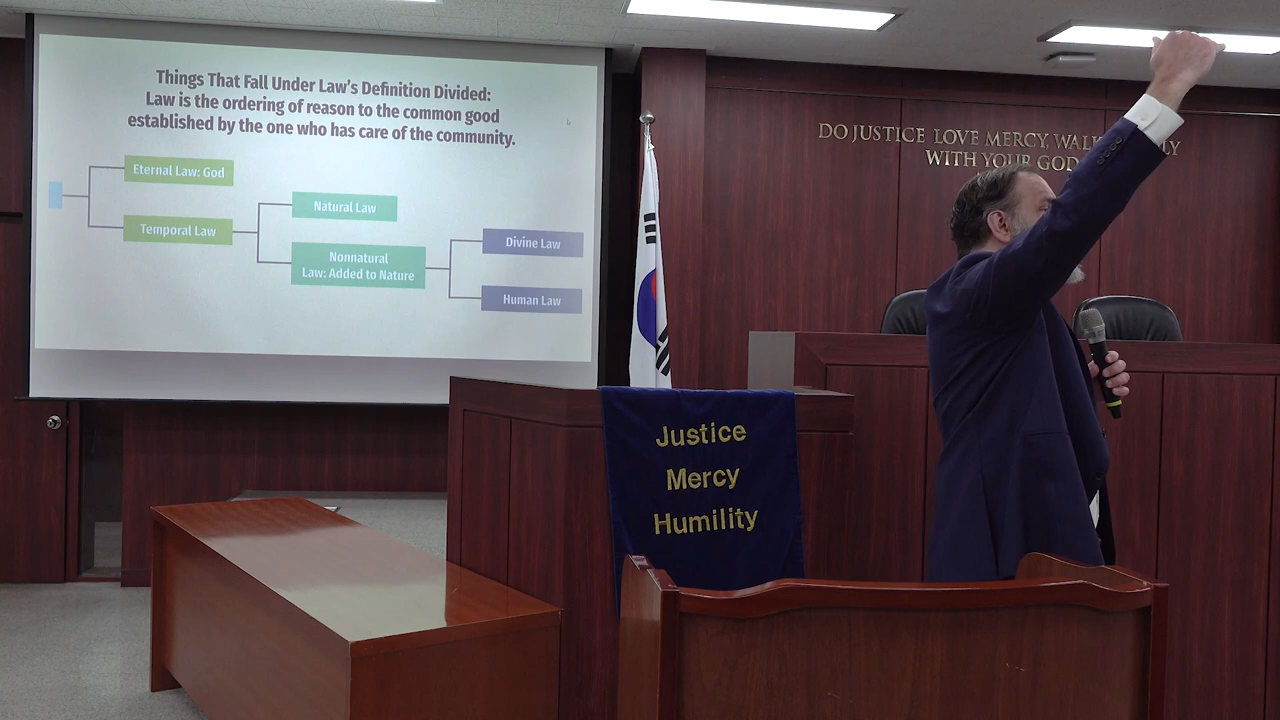 Things That Fall Under Law's Definition Divided:
Law is the ordering of reason to the common good
established by the one who has care of the community.
Eternal Law: God
Temporal Law
Natural Law
Nonnatural
Law: Added to Nature
Divine Law
Human Law
DO JUSTICE LOVE MERCY, WALK
WITH YOUR GOD
Justice
Mercy
Humility